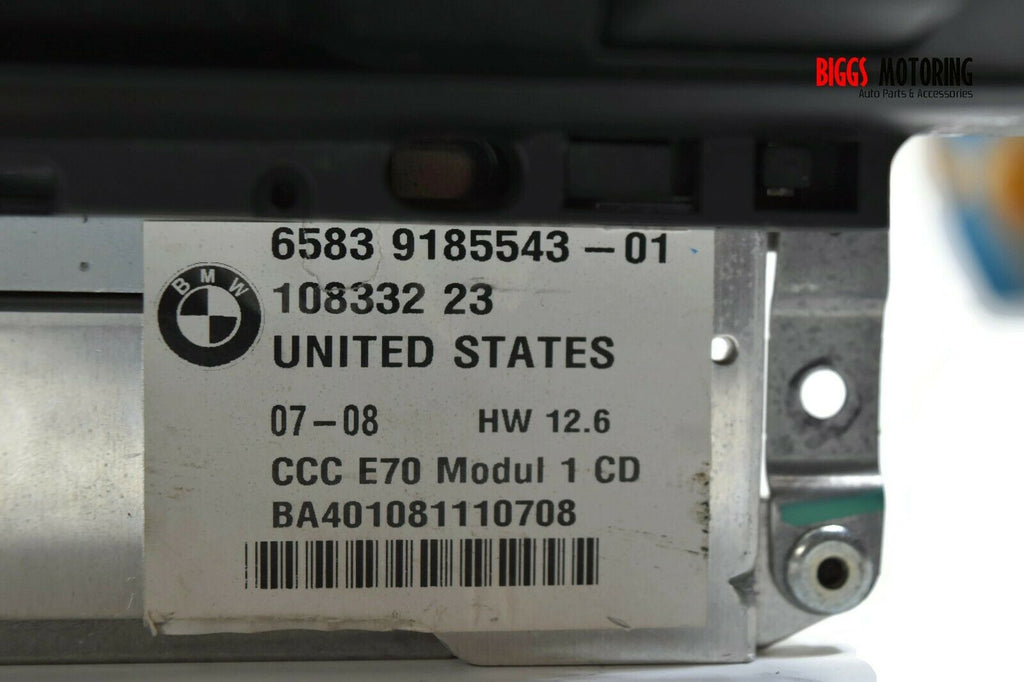 BIGGS MOTORING
Auto Parts & Accessories
6583 9185543-01
BMW
108332 23
UNITED STATES
07-08 HW 12.6
CCC E70 Modul 1 CD
BA401081110708